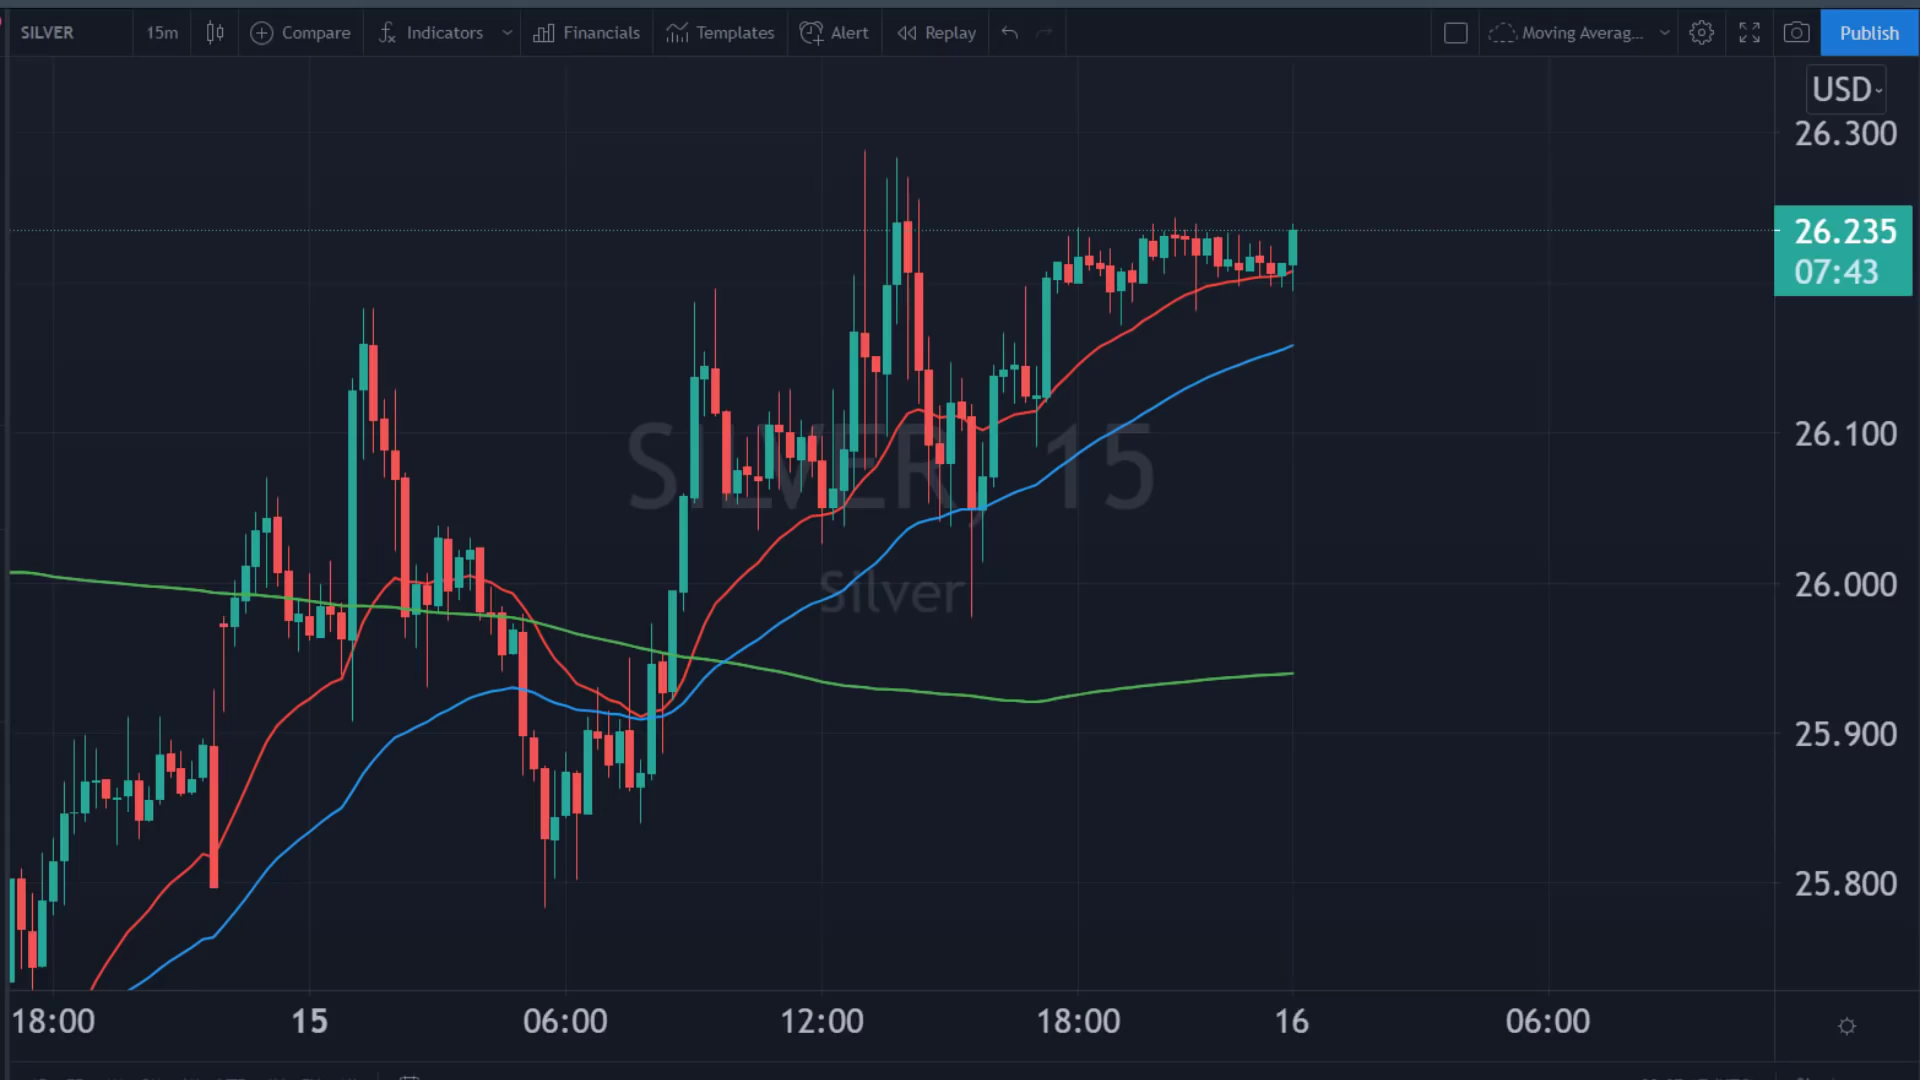 SILVER
15m
Compare
Indicators
Financials
Templates
Alert
Replay
Moving Averag...
Publish
USD
26.300
26.235
07:43
SILVER, 15
26.100
Silver
26.000
25.900
25.800
18:00 15 06:00 12:00 18:00 16 06:00